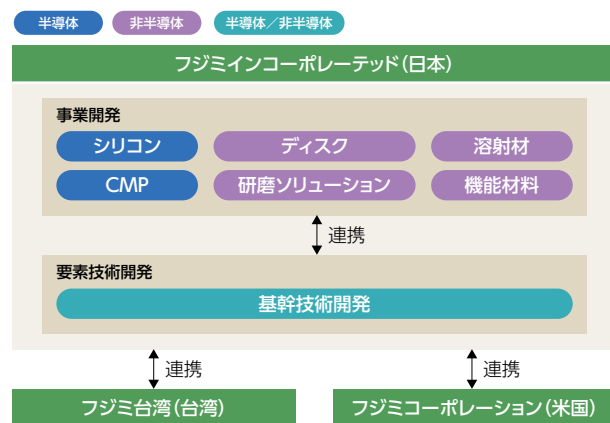 半導体 非半導体 半導体／非半導体
フジミインコーポレーテッド（日本）
事業開発
シリコン ディスク 溶射材
CMP 研磨ソリューション 機能材料
連携
要素技術開発
基幹技術開発
連携 連携
フジミ台湾（台湾） フジミコーポレーション（米国）